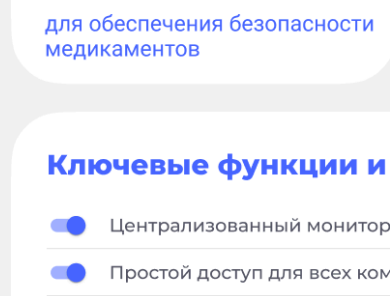 для обеспечения безопасности
медикаментов
Ключевые функции и
Централизованный монитор
Простой доступ для всех ком